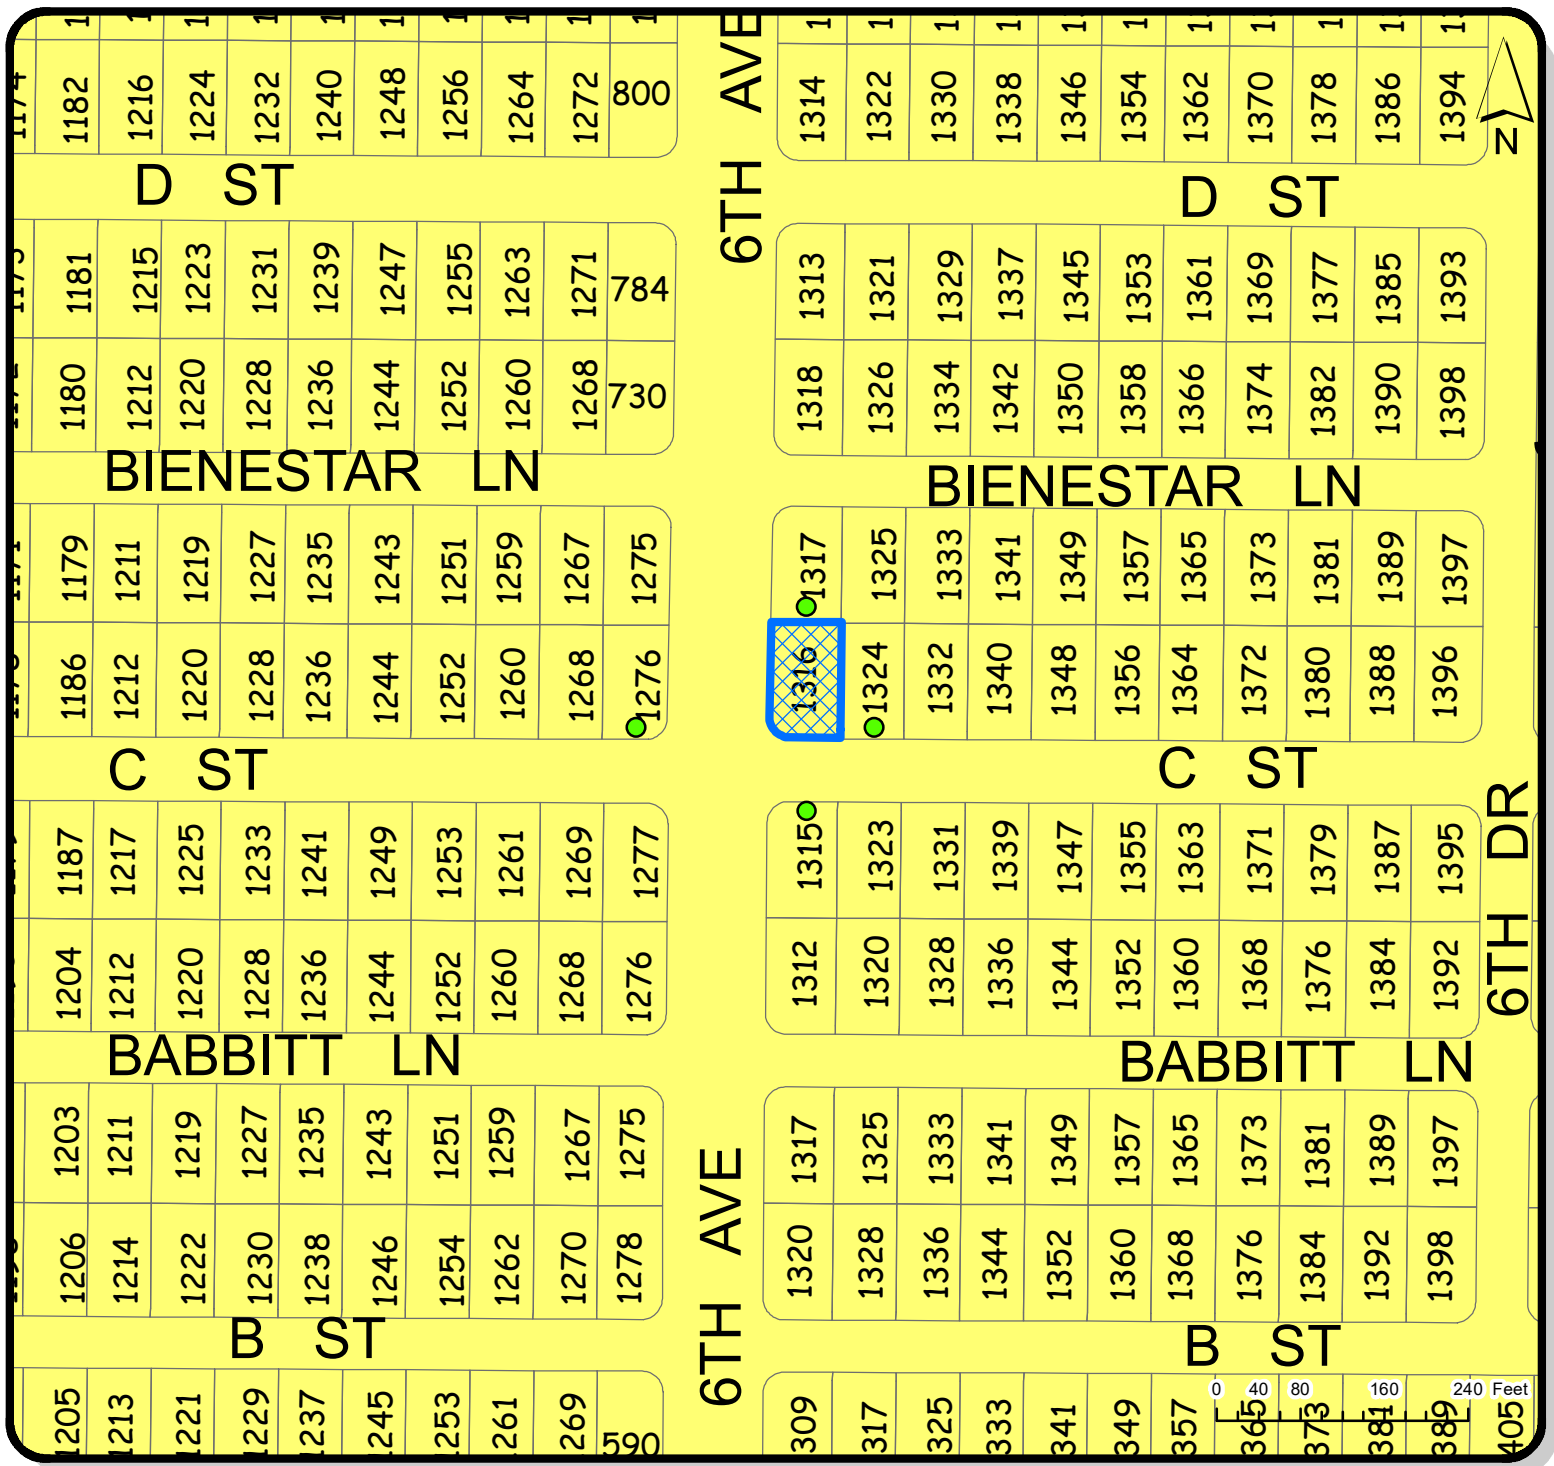 6TH AVE
1182 1216 1224 1232 1240 1248 1256 1264 1272 800
1314 1322 1330 1338 1346 1354 1362 1370 1378 1386 1394
N
D ST
D ST
1181 1215 1223 1231 1239 1247 1255 1263 1271 784
1313 1321 1329 1337 1345 1353 1361 1369 1377 1385 1393
1180 1212 1220 1228 1236 1244 1252 1260 1268 730
1318 1326 1334 1342 1350 1358 1366 1374 1382 1390 1398
BIENESTAR LN
BIENESTAR LN
1179 1211 1219 1227 1235 1243 1251 1259 1267 1275
1317 1325 1333 1341 1349 1357 1365 1373 1381 1389 1397
1186 1212 1220 1228 1236 1244 1252 1260 1268 1276
1316 1324 1332 1340 1348 1356 1364 1372 1380 1388 1396
C ST
C ST
6TH DR
1187 1217 1225 1233 1241 1249 1253 1261 1269 1277
1315 1323 1331 1339 1347 1355 1363 1371 1379 1387 1395
1204 1212 1220 1228 1236 1244 1252 1260 1268 1276
1312 1320 1328 1336 1344 1352 1360 1368 1376 1384 1392
BABBITT LN
BABBITT LN
1203 1211 1219 1227 1235 1243 1251 1259 1267 1275
1317 1325 1333 1341 1349 1357 1365 1373 1381 1389 1397
6TH AVE
1206 1214 1222 1230 1238 1246 1254 1262 1270 1278
1320 1328 1336 1344 1352 1360 1368 1376 1384 1392 1398
B ST
B ST
0 40 80 160 240 Feet
1205 1213 1221 1229 1237 1245 1253 1261 1269 590